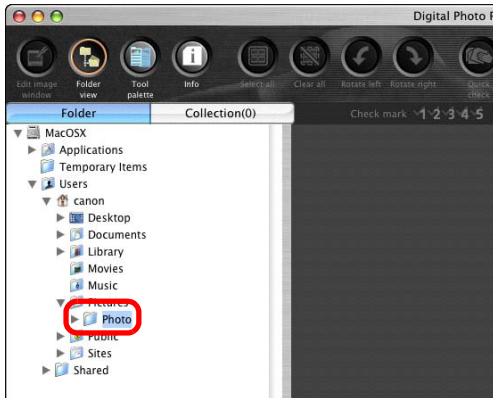 Digital Photo P
Edit image window
Folder view
Tool palette
Info
Select all
Clear all
Rotate left
Rotate right
Quick check
Folder
Collection(0)
Check mark 1 2 3 4 5
MacOSX
Applications
Temporary Items
Users
canon
Desktop
Documents
Library
Movies
Music
Pictures
Photo
Public
Sites
Shared